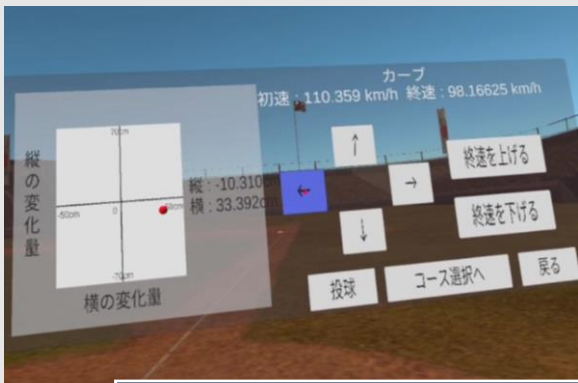 カーブ
初速 : 110.359 km/h 終速 : 98.16625 km/h
縦の変化量
70cm
-50cm
0
50cm
-70cm
横の変化量
縦 : -10.310cm
横 : 33.392cm
↑
←
→
↓
終速を上げる
終速を下げる
投球
コース選択へ
戻る